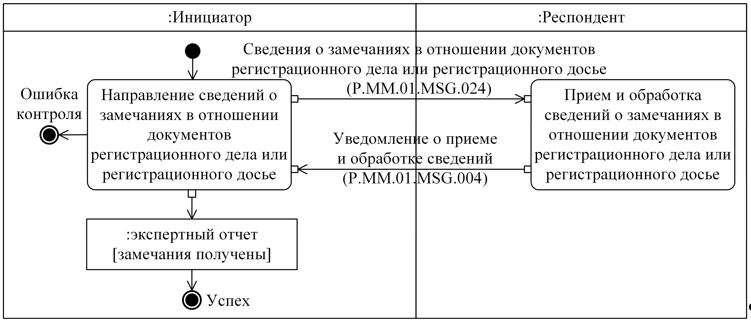 :Инициатор
:Респондент
Сведения о замечаниях в отношении документов
регистрационного дела или регистрационного досье
(P.MM.01.MSG.024)
Ошибка
контроля
Направление сведений о
замечаниях в отношении
документов
регистрационного дела или
регистрационного досье
Прием и обработка
сведений о замечаниях в
отношении документов
регистрационного дела или
регистрационного досье
Уведомление о приеме
и обработке сведений
(P.MM.01.MSG.004)
:экспертный отчет
[замечания получены]
Успех